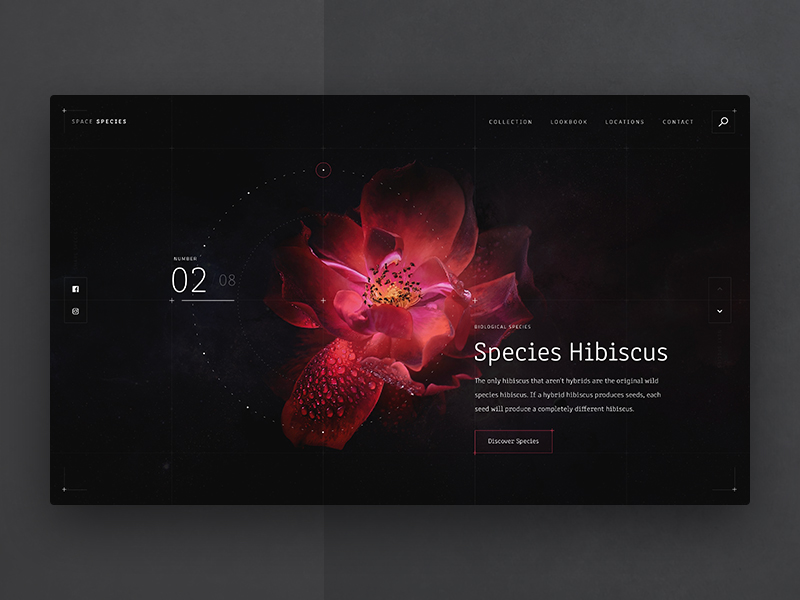 SPACE SPECIES
COLLECTION
LOOKBOOK
LOCATIONS
CONTACT
NUMBER
02
08
BIOLOGICAL SPECIES
Species Hibiscus
The only hibiscus that aren't hybrids are the original wild
species hibiscus. If a hybrid hibiscus produces seeds, each
seed will produce a completely different hibiscus.
Discover Species